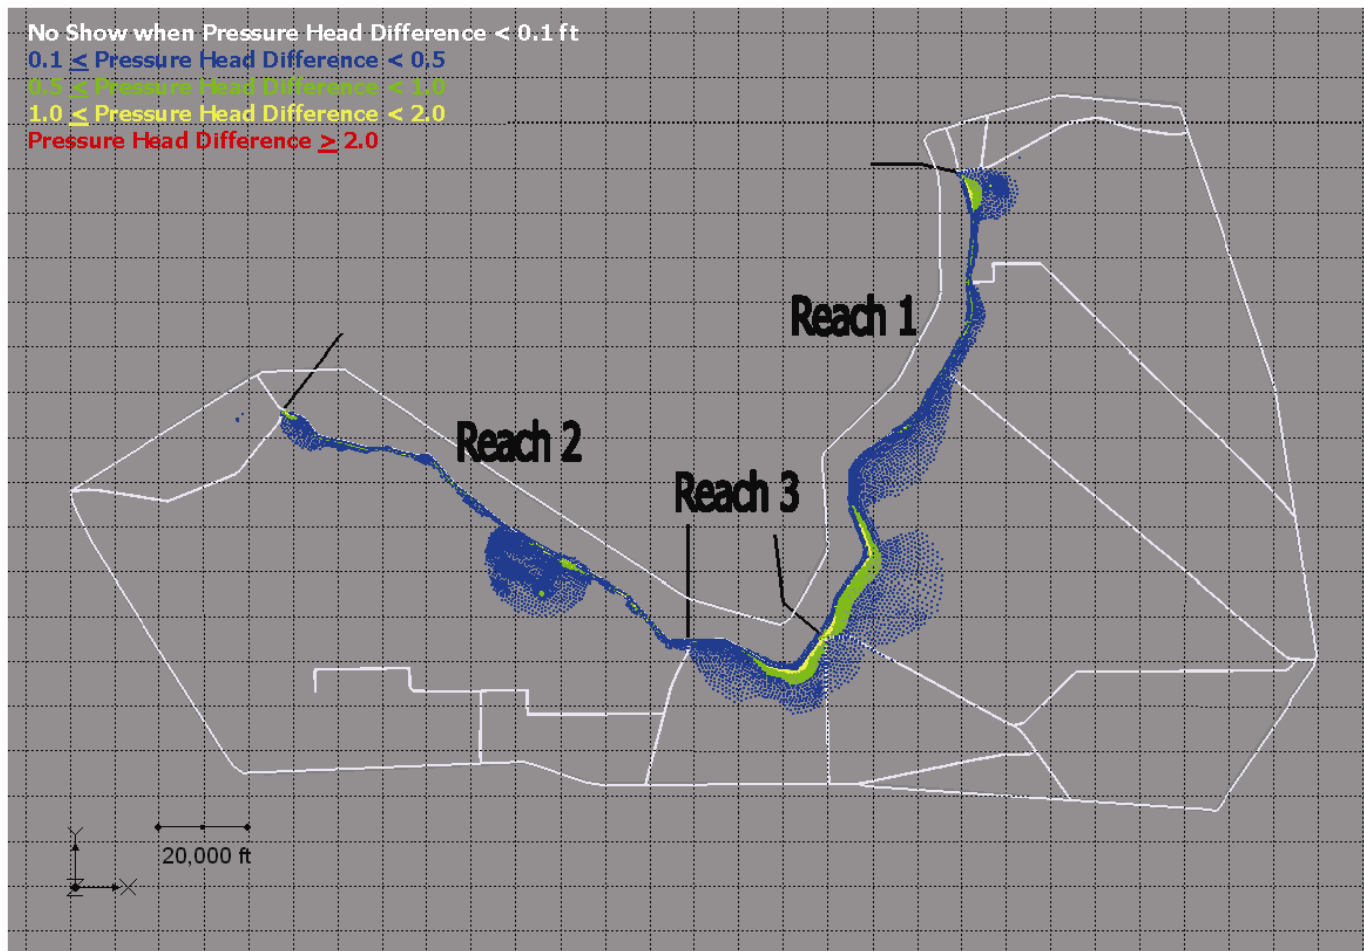 No Show when Pressure Head Difference < 0.1 ft
0.1 ≤ Pressure Head Difference < 0.5
0.5 ≤ Pressure Head Difference < 1.0
1.0 ≤ Pressure Head Difference < 2.0
Pressure Head Difference ≥ 2.0
Reach 1
Reach 2
Reach 3
20,000 ft
Y
Z
X